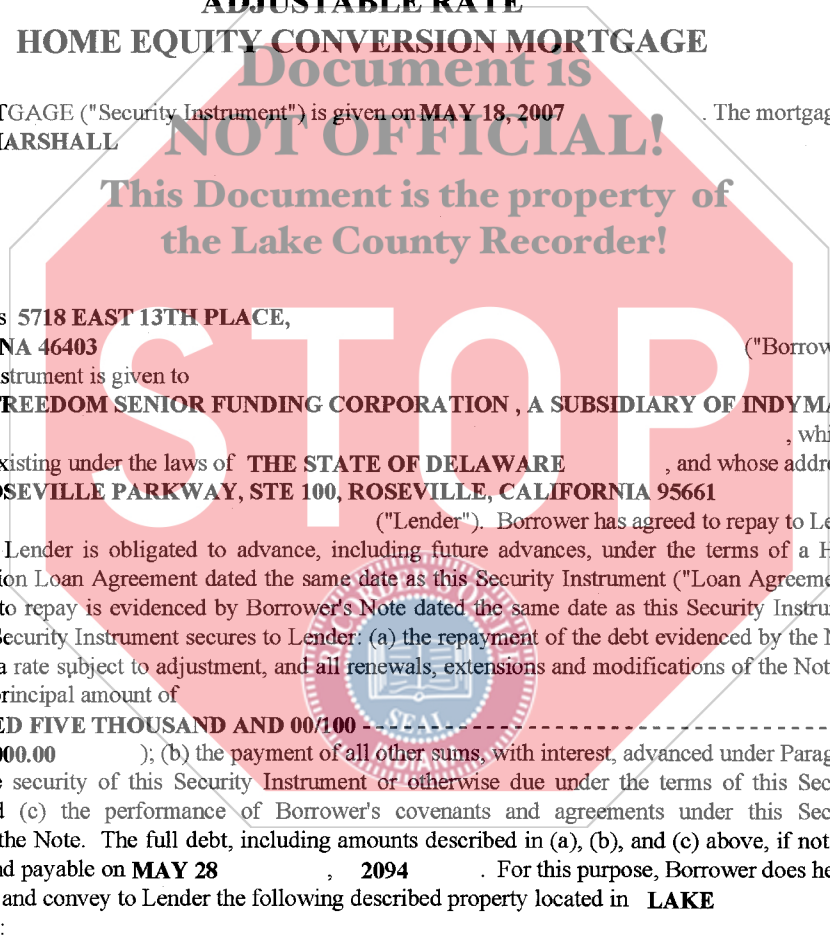 ADJUSTABLE RATE
HOME EQUITY CONVERSION MORTGAGE
Document is
TGAGE ("Security Instrument") is given on MAY 18, 2007 . The mortgag
NOT OFFICIAL!
ARSHALL
This Document is the property of
the Lake County Recorder!
STOP
s 5718 EAST 13TH PLACE,
NA 46403 ("Borrow
strument is given to
REEDOM SENIOR FUNDING CORPORATION , A SUBSIDIARY OF INDYMA
, whi
xisting under the laws of THE STATE OF DELAWARE , and whose addre
SEVILLE PARKWAY, STE 100, ROSEVILLE, CALIFORNIA 95661
("Lender"). Borrower has agreed to repay to Le
Lender is obligated to advance, including future advances, under the terms of a H
ion Loan Agreement dated the same date as this Security Instrument ("Loan Agreeme
to repay is evidenced by Borrower's Note dated the same date as this Security Instru
Security Instrument secures to Lender: (a) the repayment of the debt evidenced by the N
a rate subject to adjustment, and all renewals, extensions and modifications of the Not
rincipal amount of
ED FIVE THOUSAND AND 00/100 - - - - - - - - - - - - - - - - - - - - - - - - - - - - - - - - - - -
SEAL
000.00 ); (b) the payment of all other sums, with interest, advanced under Parag
e security of this Security Instrument or otherwise due under the terms of this Sec
d (c) the performance of Borrower's covenants and agreements under this Sec
the Note. The full debt, including amounts described in (a), (b), and (c) above, if not
nd payable on MAY 28 , 2094 . For this purpose, Borrower does he
and convey to Lender the following described property located in LAKE
: